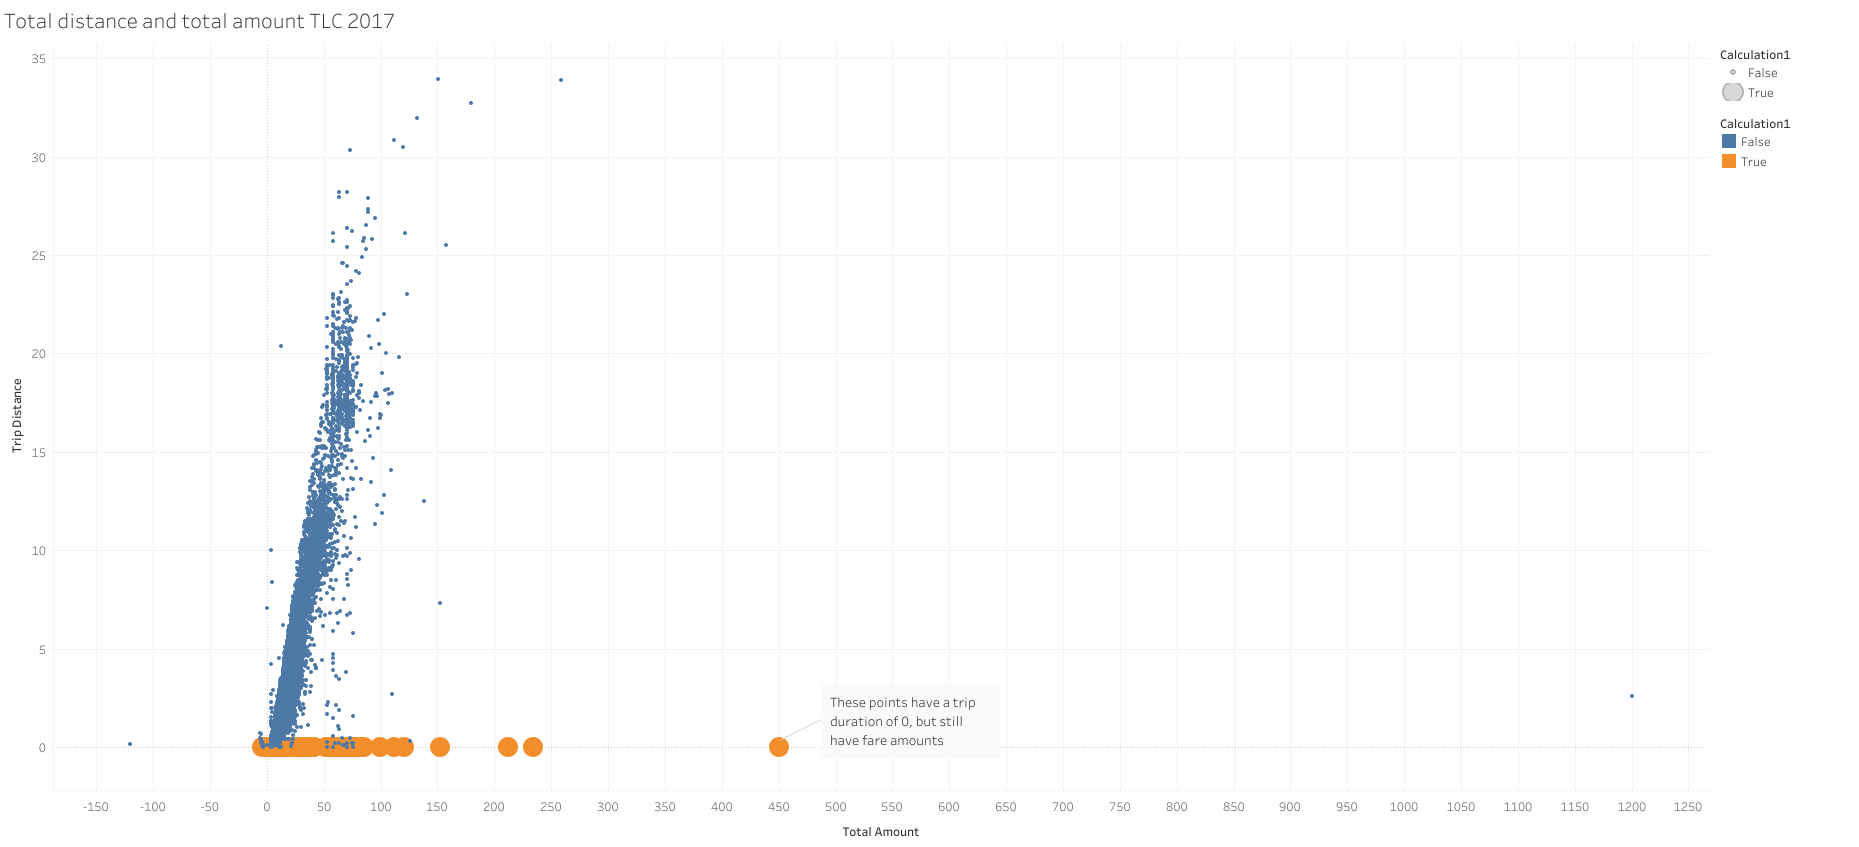 Total distance and total amount TLC 2017
Calculation1
False
True
Calculation1
False
True
Trip Distance
35
30
25
20
15
10
5
0
These points have a trip
duration of 0, but still
have fare amounts
-150 -100 -50 0 50 100 150 200 250 300 350 400 450 500 550 600 650 700 750 800 850 900 950 1000 1050 1100 1150 1200 1250
Total Amount